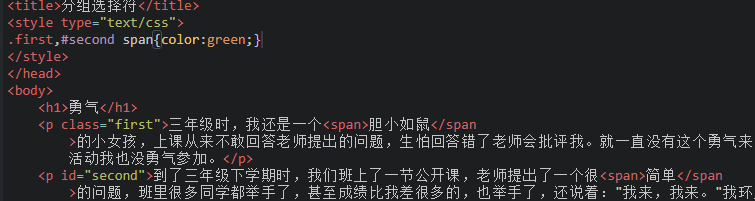 <title>分组选择符</title>
<style type="text/css">
.first,#second span{color:green;}
</style>
</head>
<body>
<h1>勇气</h1>
<p class="first">三年级时，我还是一个<span>胆小如鼠</span
>的小女孩，上课从来不敢回答老师提出的问题，生怕回答错了老师会批评我。就一直没有这个勇气来
活动我也没勇气参加。</p>
<p id="second">到了三年级下学期时，我们班上了一节公开课，老师提出了一个很<span>简单</span
>的问题，班里很多同学都举手了，甚至成绩比我差很多的，也举手了，还说着："我来，我来。"我环